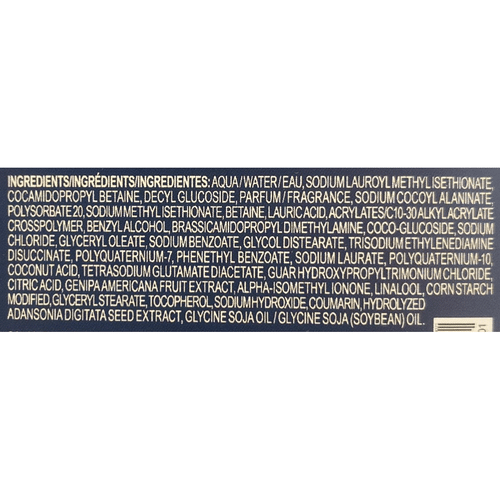 INGREDIENTS/INGRÉDIENTS/INGREDIENTES: AQUA/WATER/EAU, SODIUM LAUROYL METHYL ISETHIONATE,
COCAMIDOPROPYL BETAINE, DECYL GLUCOSIDE, PARFUM/FRAGRANCE, SODIUM COCOYL ALANINATE,
POLYSORBATE 20, SODIUM METHYL ISETHIONATE, BETAINE, LAURIC ACID, ACRYLATES/C10-30 ALKYL ACRYLATE
CROSSPOLYMER, BENZYL ALCOHOL, BRASSICAMIDOPROPYL DIMETHYLAMINE, COCO-GLUCOSIDE, SODIUM
CHLORIDE, GLYCERYL OLEATE, SODIUM BENZOATE, GLYCOL DISTEARATE, TRISODIUM ETHYLENEDIAMINE
DISUCCINATE, POLYQUATERNIUM-7, PHENETHYL BENZOATE, SODIUM LAURATE, POLYQUATERNIUM-10,
COCONUT ACID, TETRASODIUM GLUTAMATE DIACETATE, GUAR HYDROXYPROPYLTRIMONIUM CHLORIDE,
CITRIC ACID, GENIPA AMERICANA FRUIT EXTRACT, ALPHA-ISOMETHYL IONONE, LINALOOL, CORN STARCH
MODIFIED, GLYCERYL STEARATE, TOCOPHEROL, SODIUM HYDROXIDE, COUMARIN, HYDROLYZED
ADANSONIA DIGITATA SEED EXTRACT, GLYCINE SOJA OIL / GLYCINE SOJA (SOYBEAN) OIL.